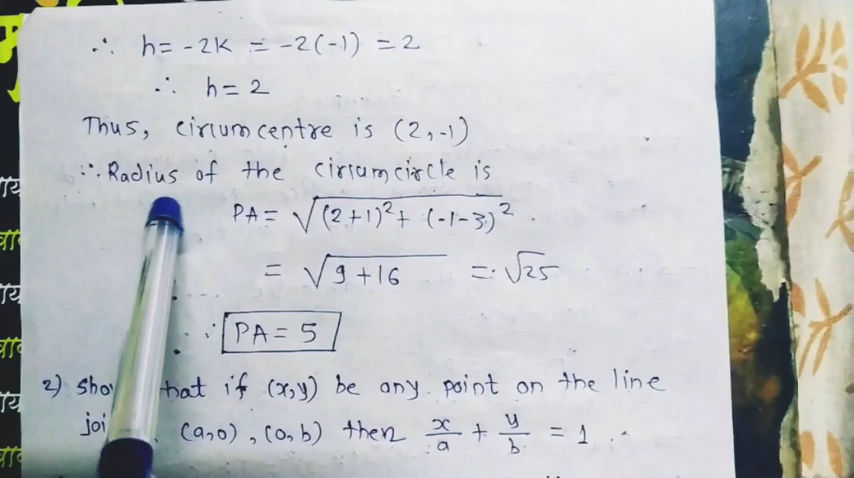 ∴ h = -2K = -2(-1) = 2
∴ h = 2
Thus, circumcentre is (2,-1)
∴ Radius of the circumcircle is
PA = √(2+1)² + (-1-3)²
= √9+16 = √25
∴ PA = 5
2) that if (x,y) be any point on the line
(a,0), (0,b) then x/a + y/b = 1